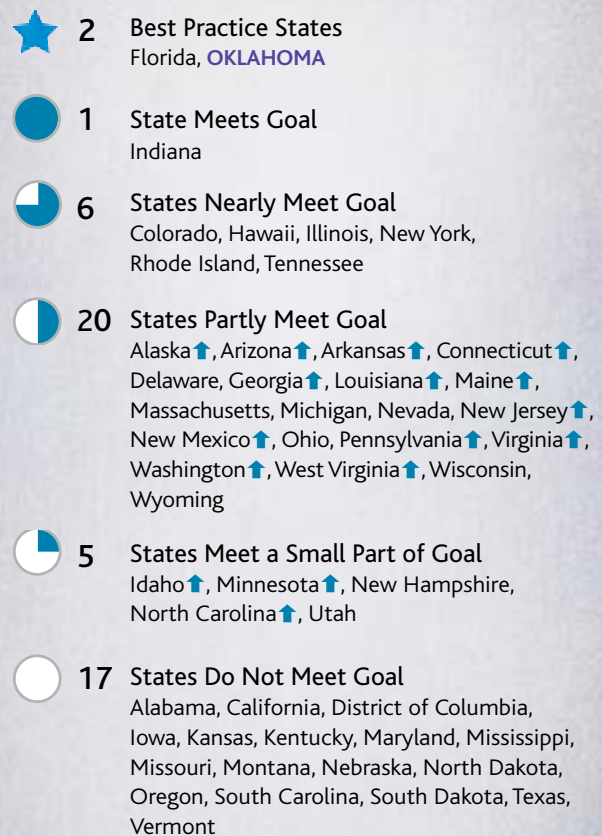 2 Best Practice States
Florida, OKLAHOMA
1 State Meets Goal
Indiana
6 States Nearly Meet Goal
Colorado, Hawaii, Illinois, New York,
Rhode Island, Tennessee
20 States Partly Meet Goal
Alaska⬆, Arizona⬆, Arkansas⬆, Connecticut⬆,
Delaware, Georgia⬆, Louisiana⬆, Maine⬆,
Massachusetts, Michigan, Nevada, New Jersey⬆,
New Mexico⬆, Ohio, Pennsylvania⬆, Virginia⬆,
Washington⬆, West Virginia⬆, Wisconsin,
Wyoming
5 States Meet a Small Part of Goal
Idaho⬆, Minnesota⬆, New Hampshire,
North Carolina⬆, Utah
17 States Do Not Meet Goal
Alabama, California, District of Columbia,
Iowa, Kansas, Kentucky, Maryland, Mississippi,
Missouri, Montana, Nebraska, North Dakota,
Oregon, South Carolina, South Dakota, Texas,
Vermont